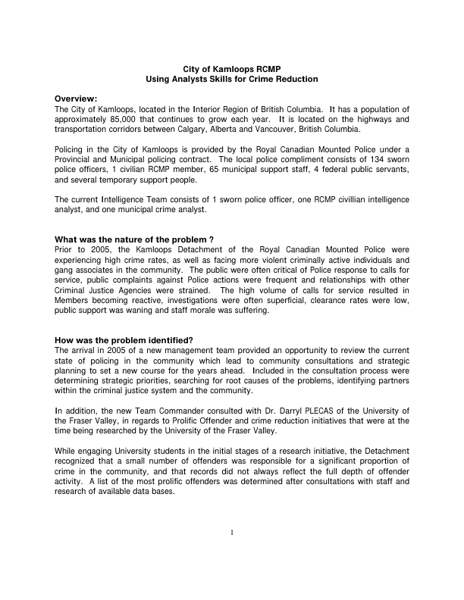 City of Kamloops RCMP
Using Analysts Skills for Crime Reduction
Overview:
The City of Kamloops, located in the Interior Region of British Columbia. It has a population of
approximately 85,000 that continues to grow each year. It is located on the highways and
transportation corridors between Calgary, Alberta and Vancouver, British Columbia.
Policing in the City of Kamloops is provided by the Royal Canadian Mounted Police under a
Provincial and Municipal policing contract. The local police compliment consists of 134 sworn
police officers, 1 civilian RCMP member, 65 municipal support staff, 4 federal public servants,
and several temporary support people.
The current Intelligence Team consists of 1 sworn police officer, one RCMP civillian intelligence
analyst, and one municipal crime analyst.
What was the nature of the problem ?
Prior to 2005, the Kamloops Detachment of the Royal Canadian Mounted Police were
experiencing high crime rates, as well as facing more violent criminally active individuals and
gang associates in the community. The public were often critical of Police response to calls for
service, public complaints against Police actions were frequent and relationships with other
Criminal Justice Agencies were strained. The high volume of calls for service resulted in
Members becoming reactive, investigations were often superficial, clearance rates were low,
public support was waning and staff morale was suffering.
How was the problem identified?
The arrival in 2005 of a new management team provided an opportunity to review the current
state of policing in the community which lead to community consultations and strategic
planning to set a new course for the years ahead. Included in the consultation process were
determining strategic priorities, searching for root causes of the problems, identifying partners
within the criminal justice system and the community.
In addition, the new Team Commander consulted with Dr. Darryl PLECAS of the University of
the Fraser Valley, in regards to Prolific Offender and crime reduction initiatives that were at the
time being researched by the University of the Fraser Valley.
While engaging University students in the initial stages of a research initiative, the Detachment
recognized that a small number of offenders was responsible for a significant proportion of
crime in the community, and that records did not always reflect the full depth of offender
activity. A list of the most prolific offenders was determined after consultations with staff and
research of available data bases.
1